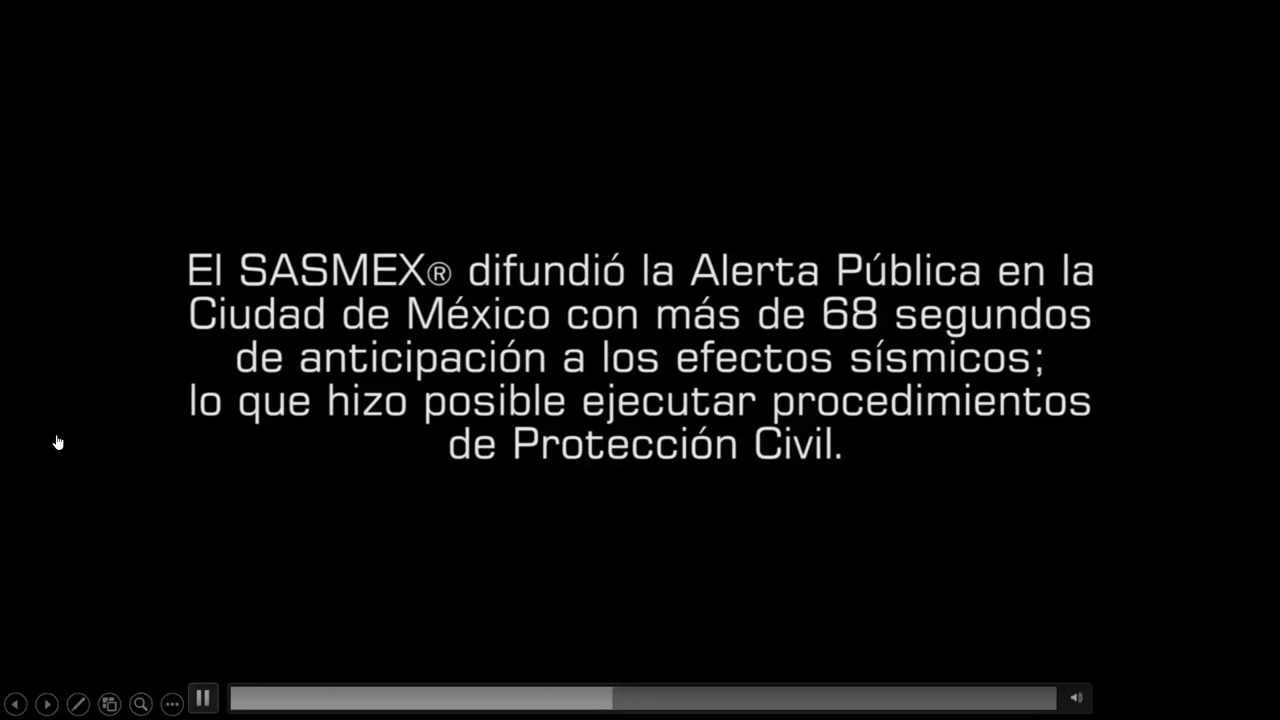 El SASMEX® difundió la Alerta Pública en la
Ciudad de México con más de 68 segundos
de anticipación a los efectos sísmicos;
lo que hizo posible ejecutar procedimientos
de Protección Civil.